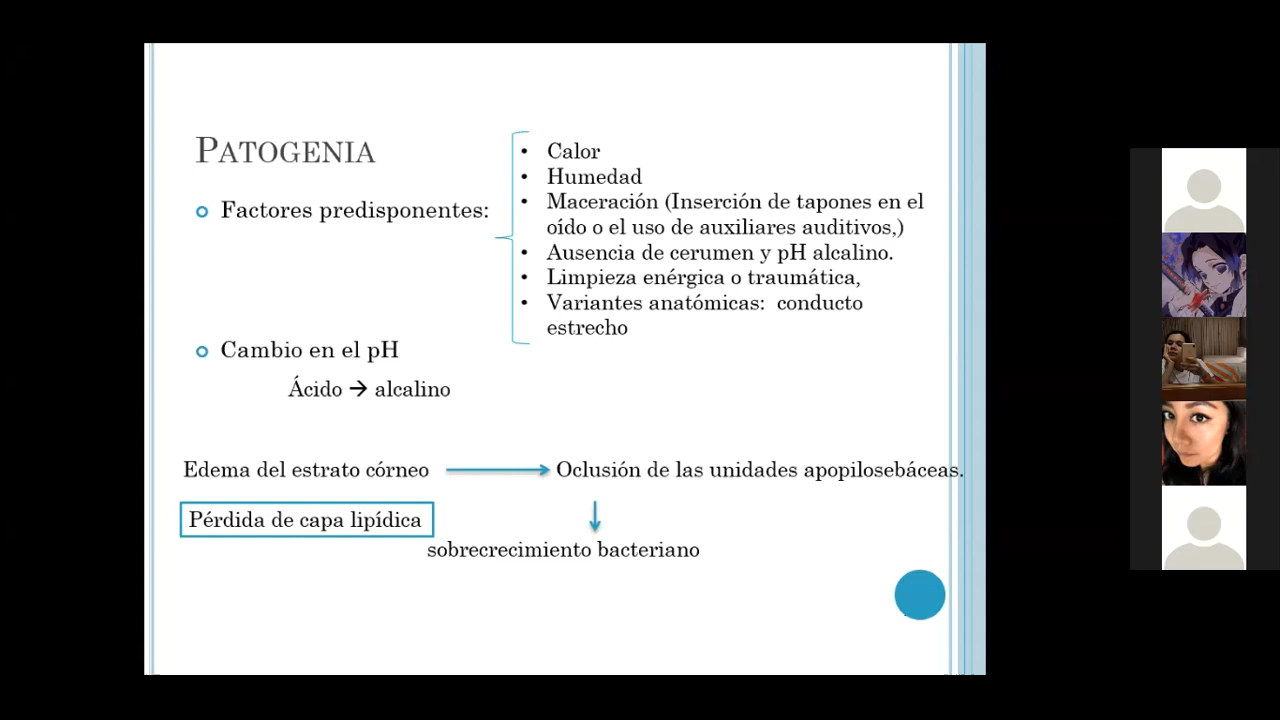 PATOGENIA
Factores predisponentes:
• Calor
• Humedad
• Maceración (Inserción de tapones en el
oído o el uso de auxiliares auditivos,)
• Ausencia de cerumen y pH alcalino.
• Limpieza enérgica o traumática,
• Variantes anatómicas: conducto
estrecho
Cambio en el pH
Ácido → alcalino
Edema del estrato córneo → Oclusión de las unidades apopilosebáceas.
Pérdida de capa lipídica
sobrecrecimiento bacteriano